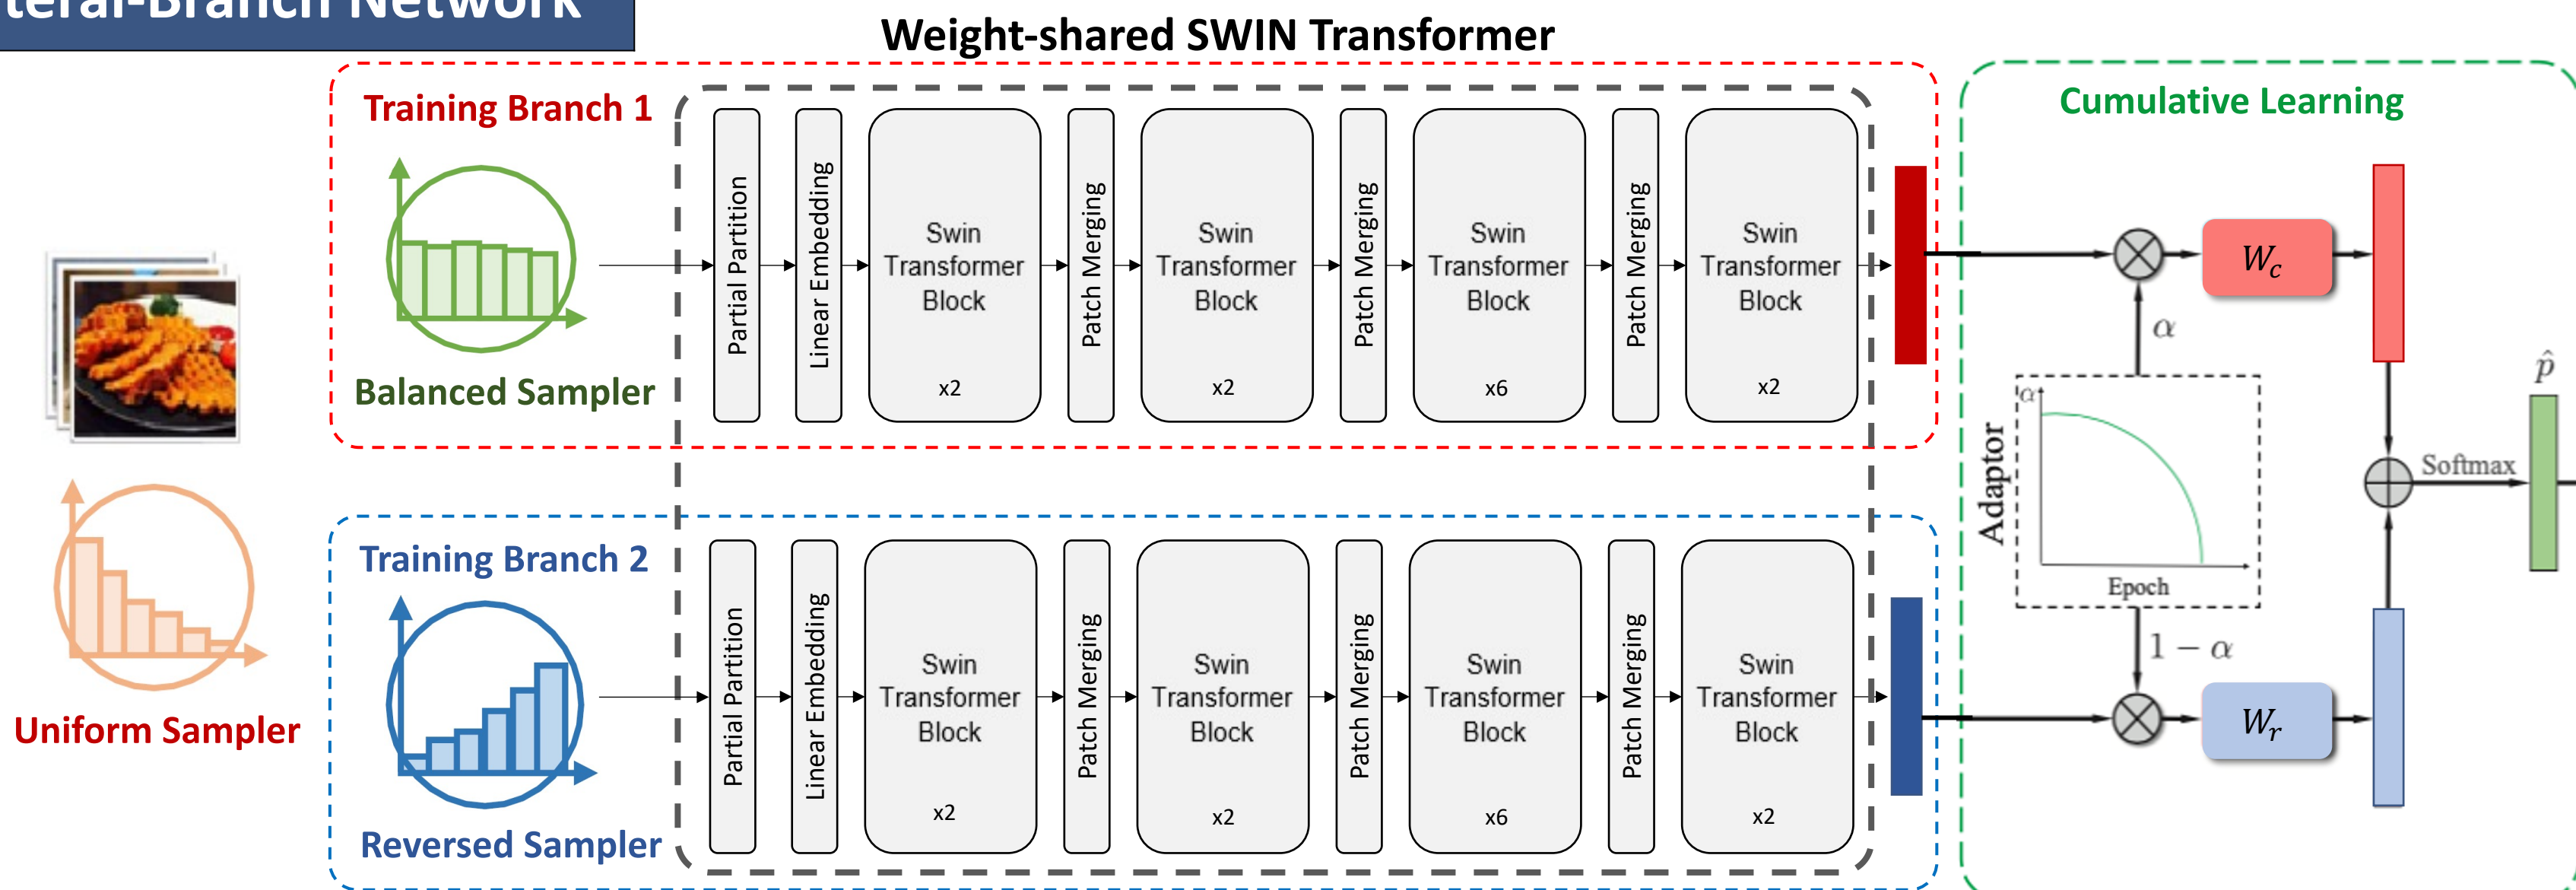 teral-Branch Network
Weight-shared SWIN Transformer
Training Branch 1
Balanced Sampler
Partial Partition
Linear Embedding
Swin
Transformer
Block
x2
Patch Merging
Swin
Transformer
Block
x2
Patch Merging
Swin
Transformer
Block
x6
Patch Merging
Swin
Transformer
Block
x2
Uniform Sampler
Training Branch 2
Reversed Sampler
Partial Partition
Linear Embedding
Swin
Transformer
Block
x2
Patch Merging
Swin
Transformer
Block
x2
Patch Merging
Swin
Transformer
Block
x6
Patch Merging
Swin
Transformer
Block
x2
Cumulative Learning
W_c
α
Adaptor
α
Epoch
1 − α
W_r
Softmax
p̂